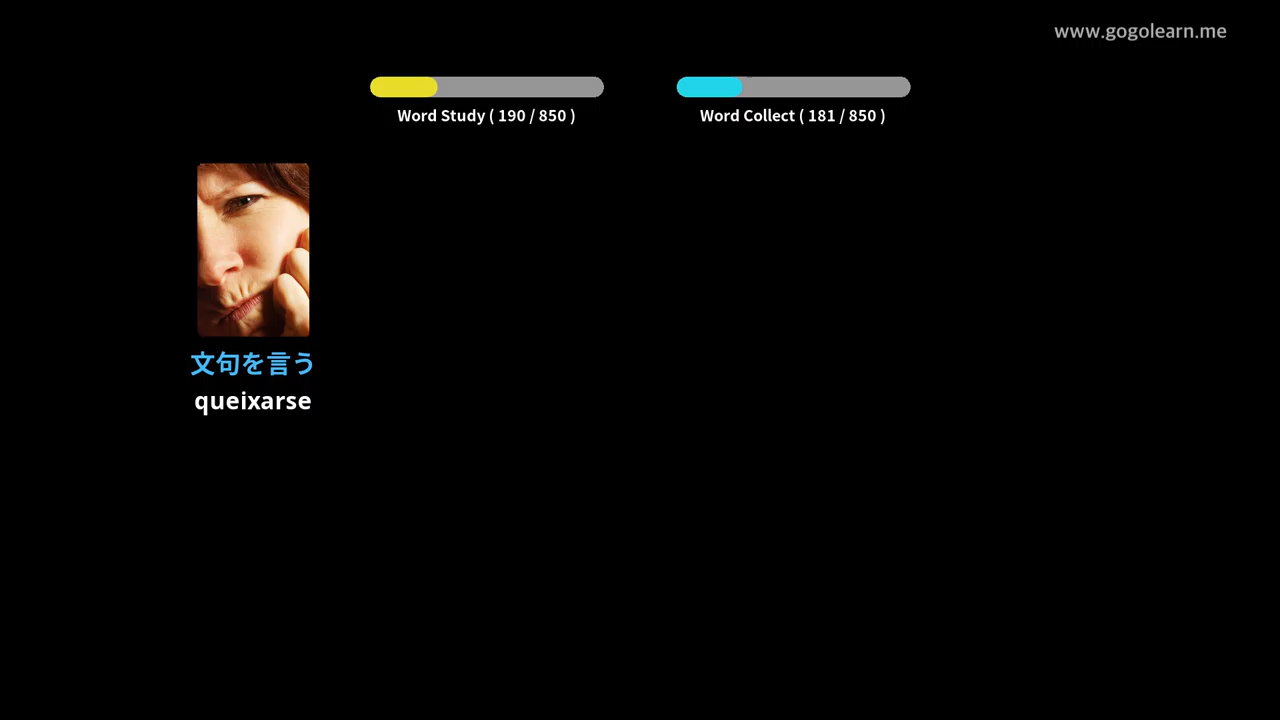 www.gogolearn.me
Word Study ( 190 / 850 )
Word Collect ( 181 / 850 )
文句を言う
queixarse